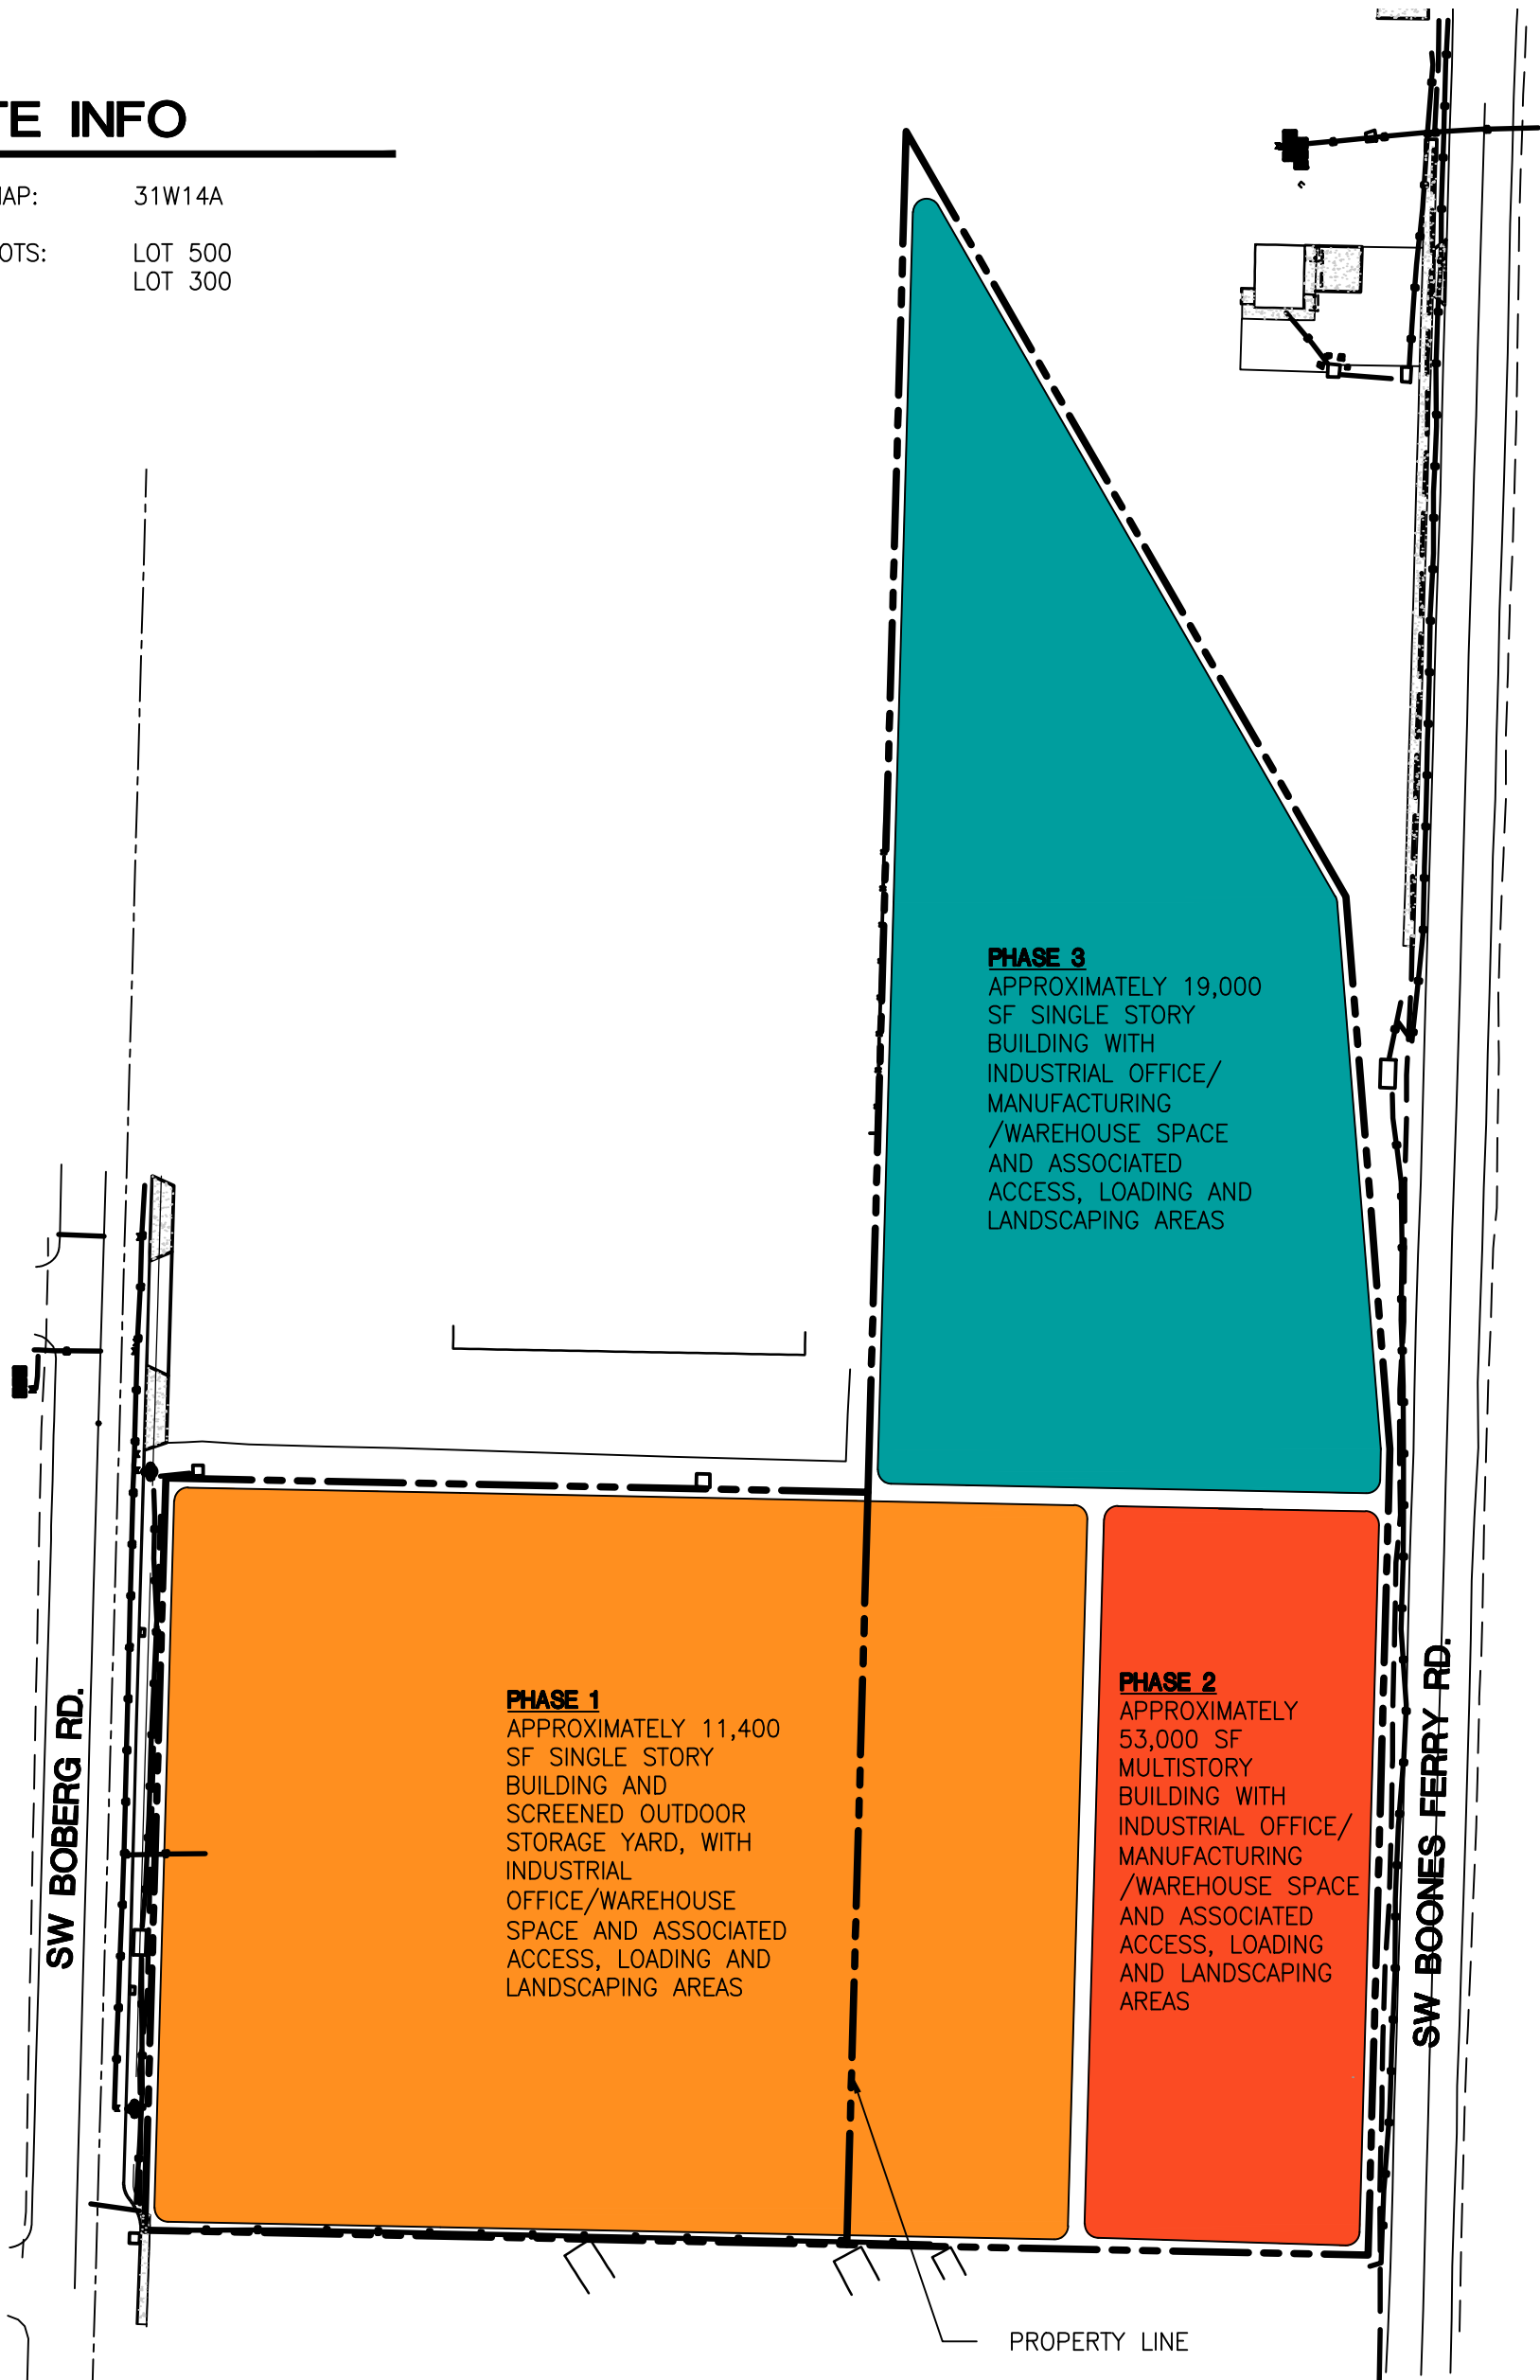 TE INFO
MAP: 31W14A
OTS: LOT 500
LOT 300
PHASE 3
APPROXIMATELY 19,000
SF SINGLE STORY
BUILDING WITH
INDUSTRIAL OFFICE/
MANUFACTURING
/WAREHOUSE SPACE
AND ASSOCIATED
ACCESS, LOADING AND
LANDSCAPING AREAS
PHASE 1
APPROXIMATELY 11,400
SF SINGLE STORY
BUILDING AND
SCREENED OUTDOOR
STORAGE YARD, WITH
INDUSTRIAL
OFFICE/WAREHOUSE
SPACE AND ASSOCIATED
ACCESS, LOADING AND
LANDSCAPING AREAS
PHASE 2
APPROXIMATELY
53,000 SF
MULTISTORY
BUILDING WITH
INDUSTRIAL OFFICE/
MANUFACTURING
/WAREHOUSE SPACE
AND ASSOCIATED
ACCESS, LOADING
AND LANDSCAPING
AREAS
SW BOBERG RD.
SW BOONES FERRY RD.
PROPERTY LINE